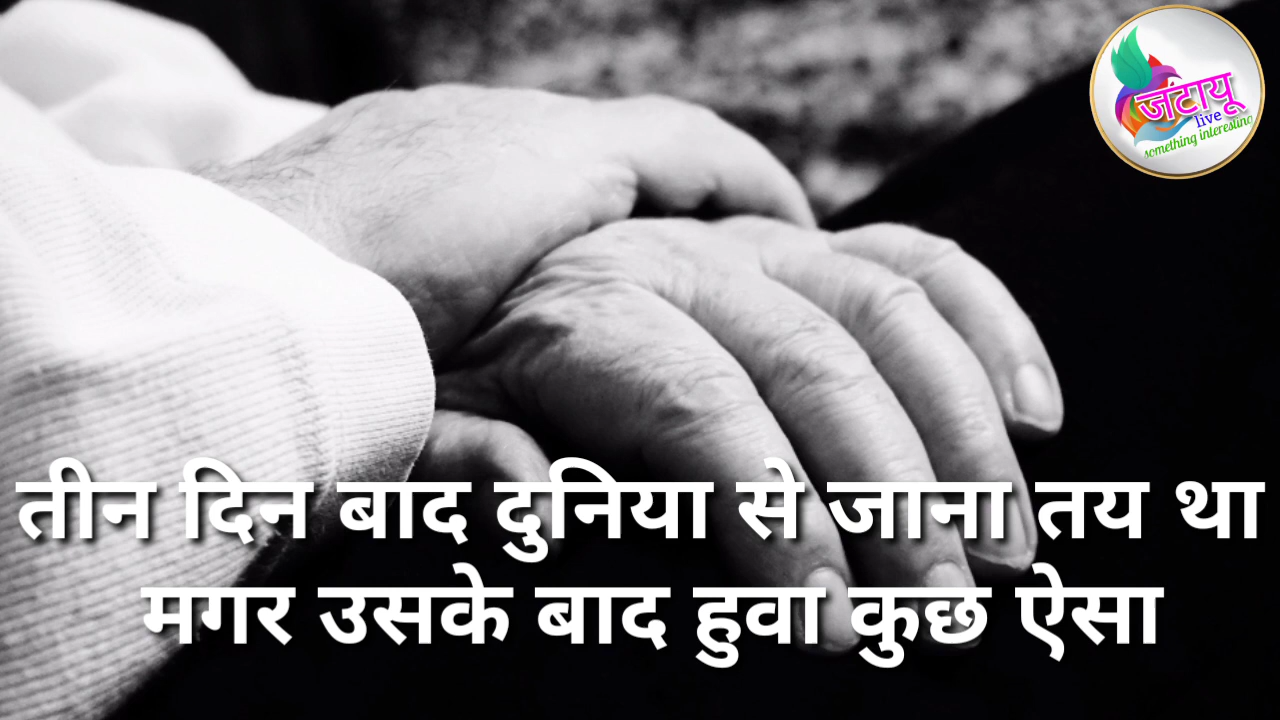 जटायू
live
something interesting
तीन दिन बाद दुनिया से जाना तय था
मगर उसके बाद हुवा कुछ ऐसा